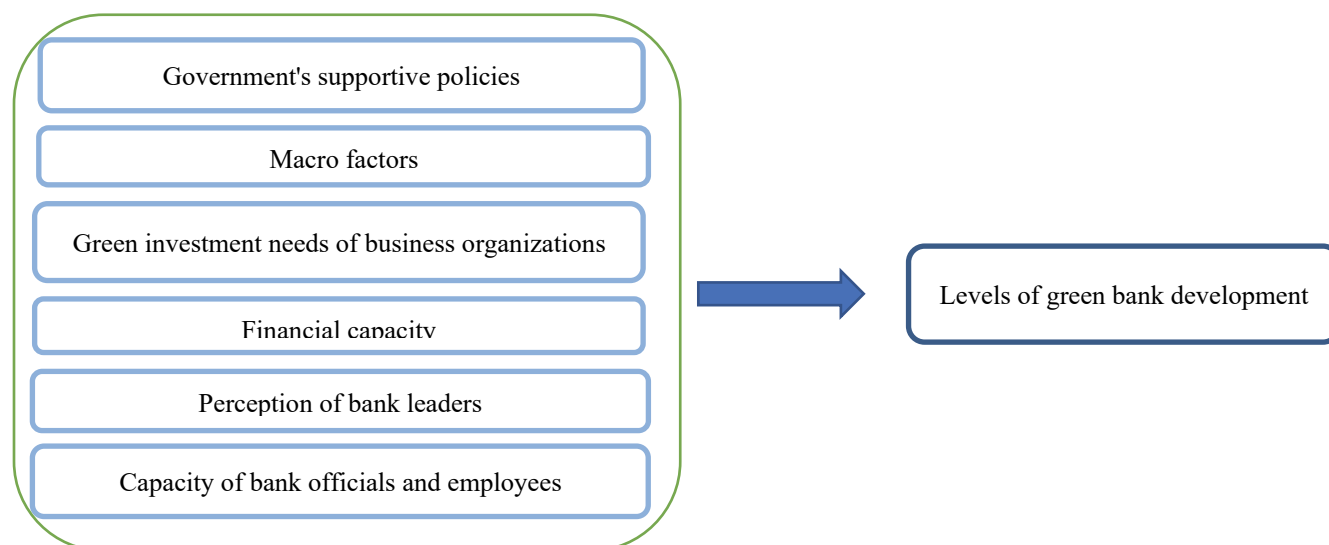 Government's supportive policies
Macro factors
Green investment needs of business organizations
Financial capacity
Perception of bank leaders
Capacity of bank officials and employees
Levels of green bank development